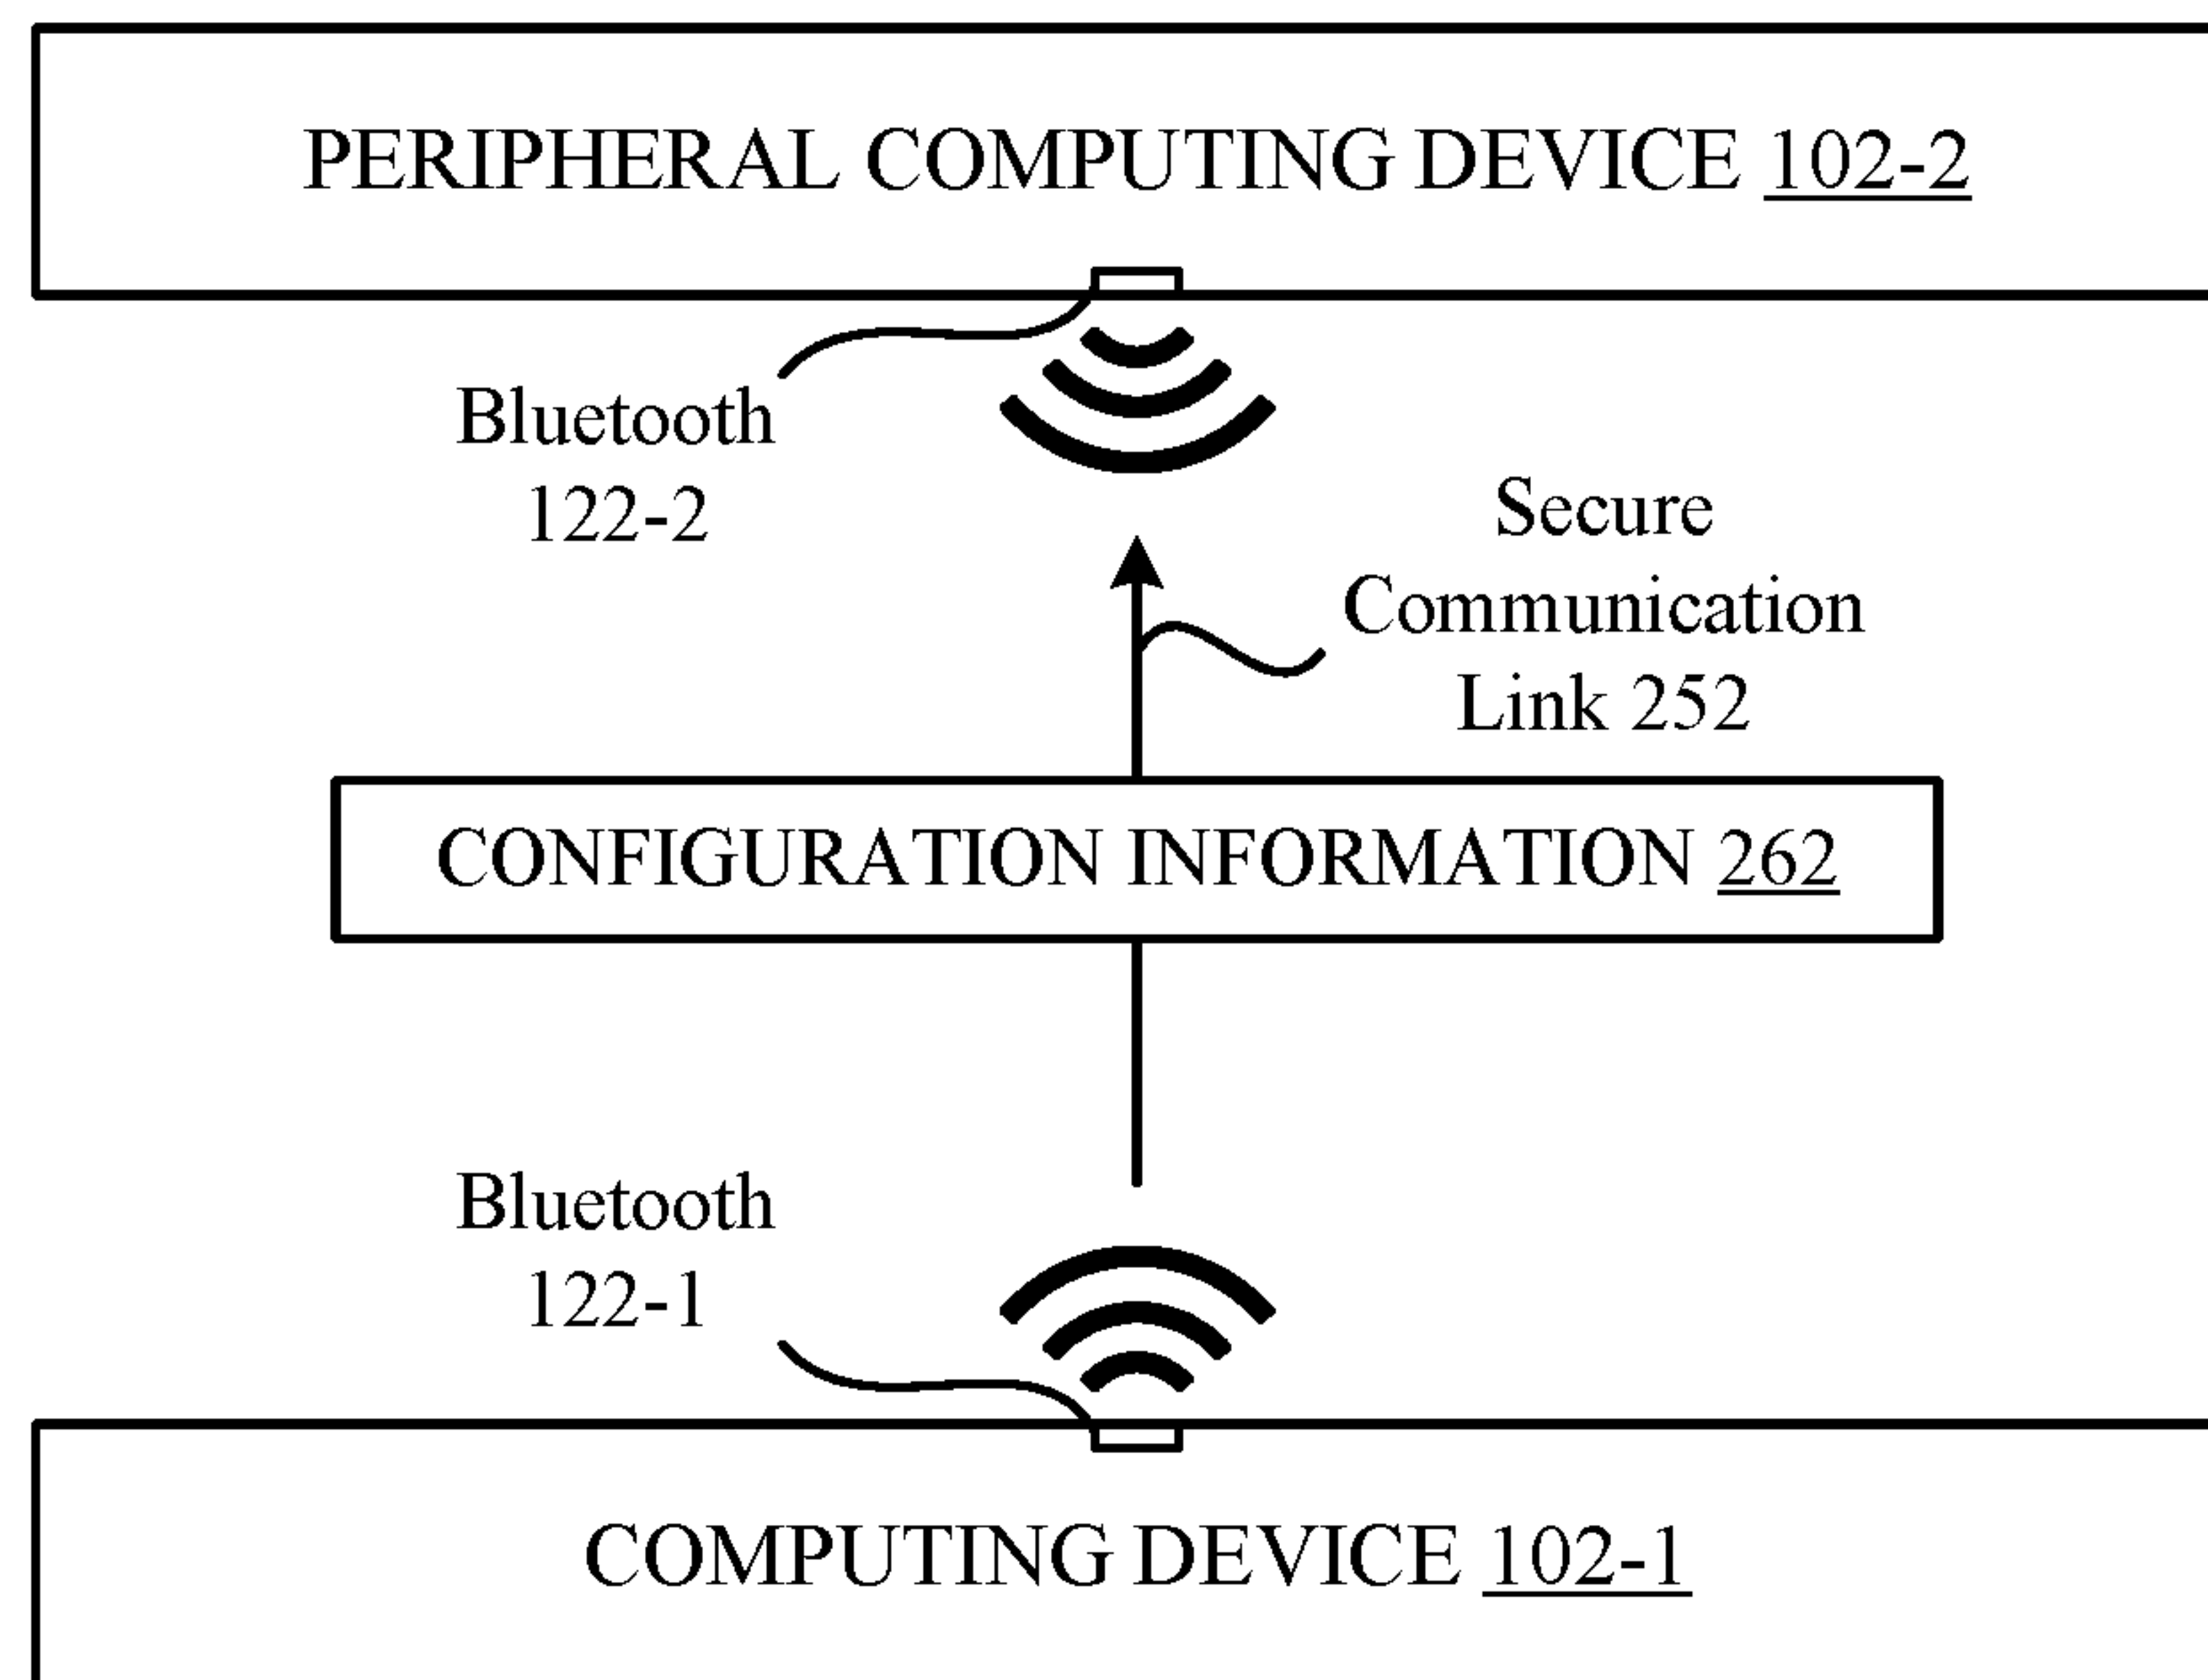 PERIPHERAL COMPUTING DEVICE 102-2
Bluetooth
122-2
Secure
Communication
Link 252
CONFIGURATION INFORMATION 262
Bluetooth
122-1
COMPUTING DEVICE 102-1